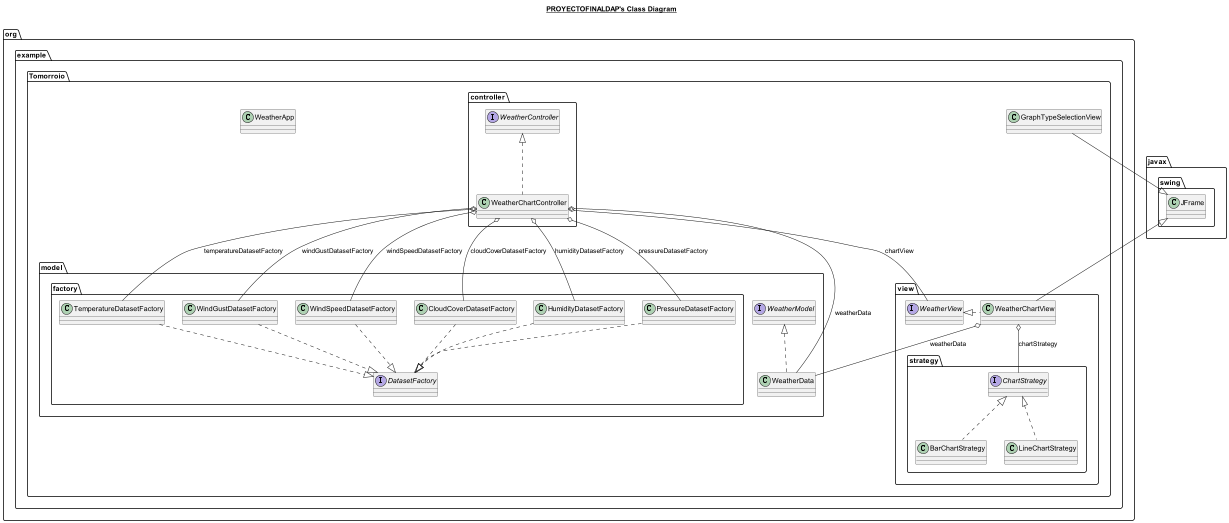 PROYECTOFINALDAP's Class Diagram
org
example
Tomorroio
controller
WeatherApp
WeatherController
GraphTypeSelectionView
javax
swing
WeatherChartController
JFrame
temperatureDatasetFactory
windGustDatasetFactory
windSpeedDatasetFactory
cloudCoverDatasetFactory
humidityDatasetFactory
pressureDatasetFactory
chartView
model
factory
view
TemperatureDatasetFactory
WindGustDatasetFactory
WindSpeedDatasetFactory
CloudCoverDatasetFactory
HumidityDatasetFactory
PressureDatasetFactory
WeatherModel
WeatherView
WeatherChartView
weatherData
weatherData
chartStrategy
strategy
DatasetFactory
WeatherData
ChartStrategy
BarChartStrategy
LineChartStrategy